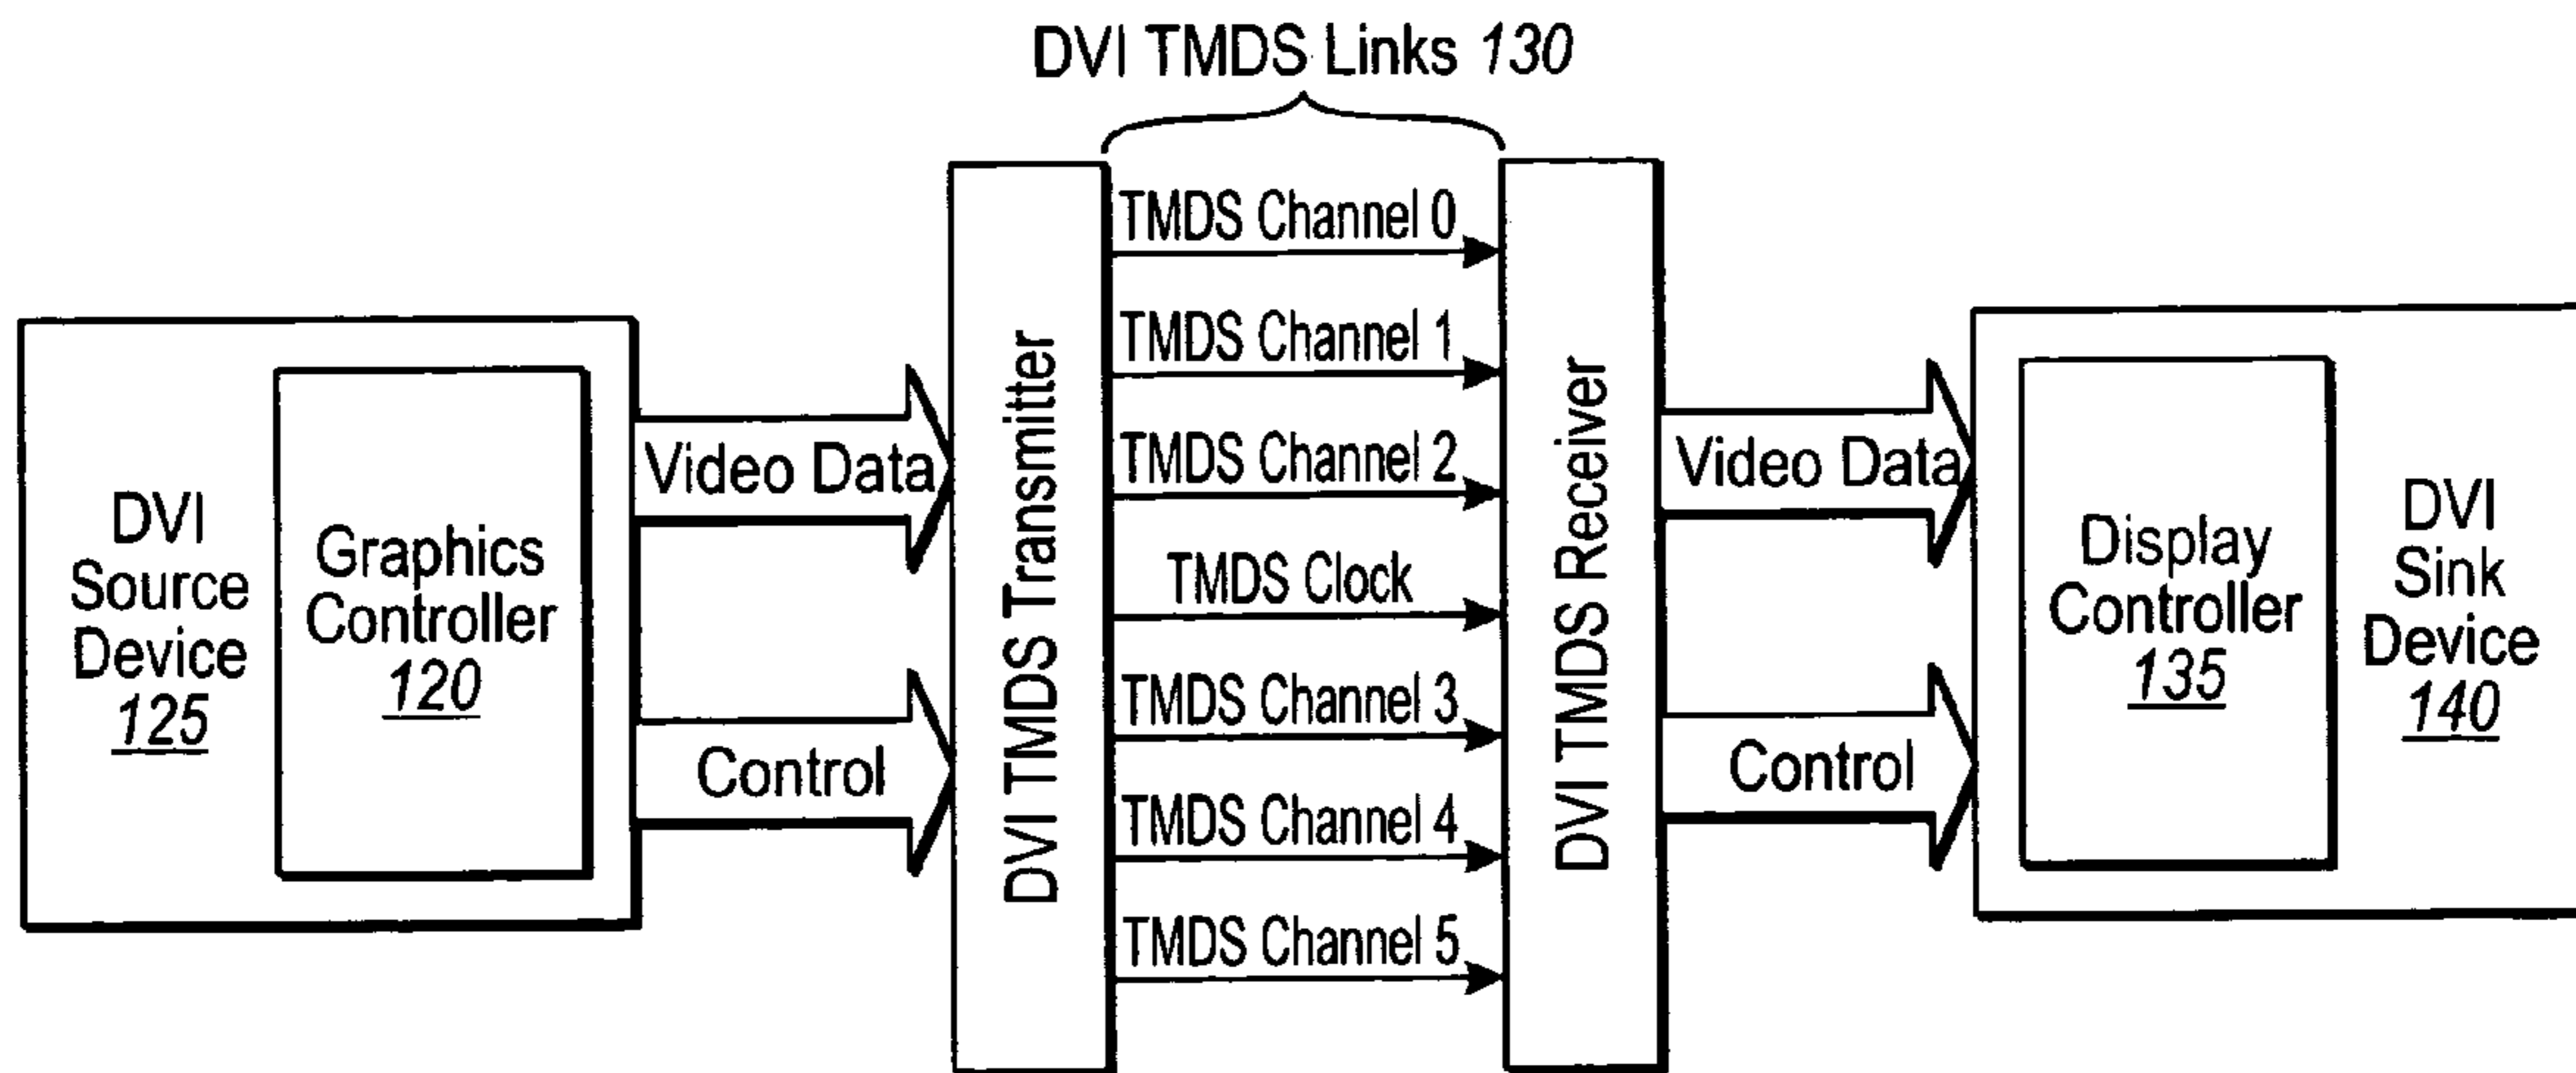 DVI TMDS Links 130
DVI
Source
Device
125
Graphics
Controller
120
Video Data
Control
DVI TMDS Transmitter
TMDS Channel 0
TMDS Channel 1
TMDS Channel 2
TMDS Clock
TMDS Channel 3
TMDS Channel 4
TMDS Channel 5
DVI TMDS Receiver
Video Data
Control
Display
Controller
135
DVI
Sink
Device
140